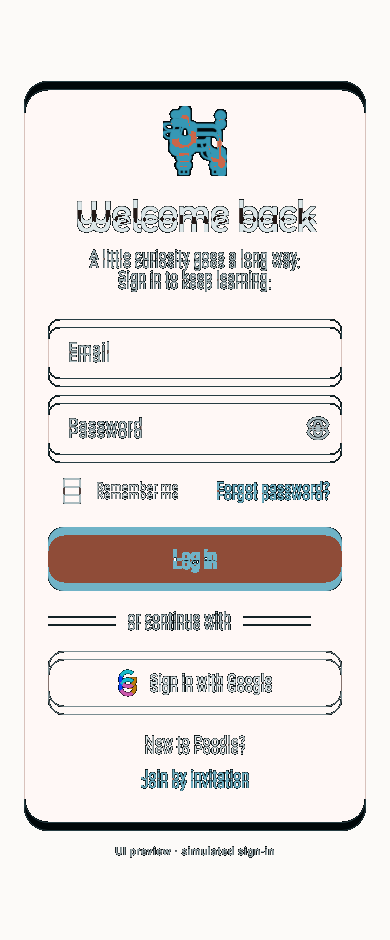 Welcome back
A little curiosity goes a long way.
Sign in to keep learning.
Email
Password
Remember me
Forgot password?
Log in
or continue with
Sign in with Google
New to Poodle?
Join by invitation
UI preview · simulated sign-in